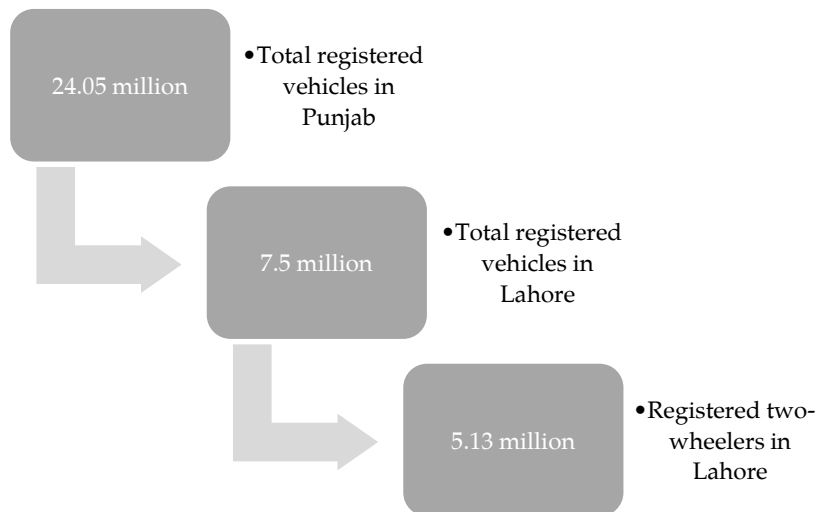 24.05 million
•Total registered
vehicles in
Punjab
7.5 million
•Total registered
vehicles in
Lahore
5.13 million
•Registered two-
wheelers in
Lahore